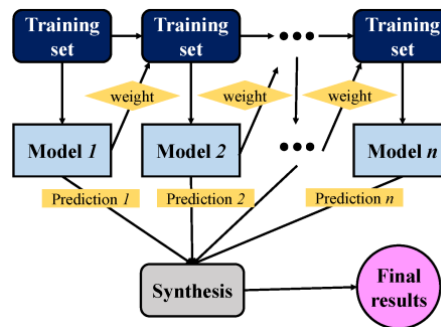 Training
set
Training
set
•••
Training
set
weight
weight
weight
Model 1
Model 2
•••
Model n
Prediction 1
Prediction 2
Prediction n
Synthesis
Final
results